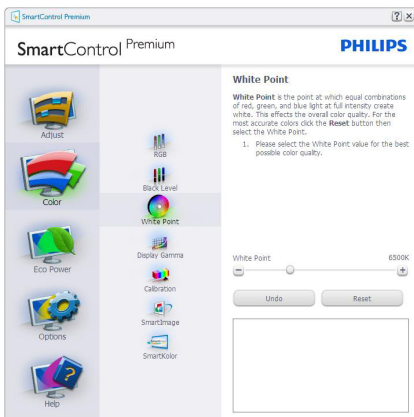 SmartControl Premium
? x
SmartControl Premium
PHILIPS
Adjust
Color
Eco Power
Options
Help
RGB
Black Level
White Point
Display Gamma
Calibration
SmartImage
SmartKolor
White Point
White Point is the point at which equal combinations
of red, green, and blue light at full intensity create
white. This effects the overall color quality. For the
most accurate colors click the Reset button then
select the White Point.
1. Please select the White Point value for the best
possible color quality.
White Point 6500K
Undo Reset